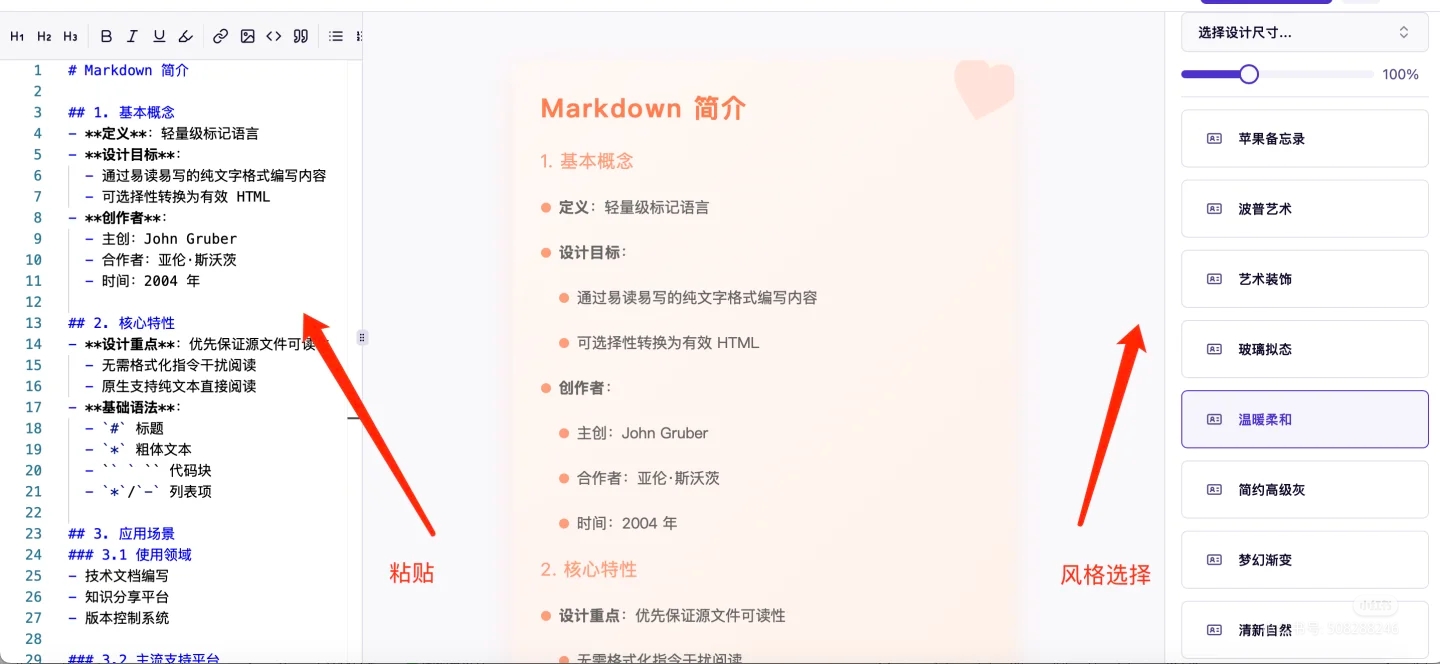 H1 H2 H3 B I U
1 # Markdown 简介
2
3 ## 1. 基本概念
4 - **定义**: 轻量级标记语言
5 - **设计目标**:
6 - 通过易读易写的纯文字格式编写内容
7 - 可选择性转换为有效 HTML
8 - **创作者**:
9 - 主创: John Gruber
10 - 合作者: 亚伦·斯沃茨
11 - 时间: 2004 年
12
13 ## 2. 核心特性
14 - **设计重点**: 优先保证源文件可读性
15 - 无需格式化指令干扰阅读
16 - 原生支持纯文本直接阅读
17 - **基础语法**:
18 - `#` 标题
19 - `*` 粗体文本
20 - `` ` `` 代码块
21 - `*`/`-` 列表项
22
23 ## 3. 应用场景
24 ### 3.1 使用领域
25 - 技术文档编写
26 - 知识分享平台
27 - 版本控制系统
28
29 ### 3.2 主流支持平台
粘贴
Markdown 简介
1. 基本概念
定义: 轻量级标记语言
设计目标:
通过易读易写的纯文字格式编写内容
可选择性转换为有效 HTML
创作者:
主创: John Gruber
合作者: 亚伦·斯沃茨
时间: 2004 年
2. 核心特性
设计重点: 优先保证源文件可读性
无需格式化指令干扰阅读
风格选择
选择设计尺寸...
100%
苹果备忘录
波普艺术
艺术装饰
玻璃拟态
温暖柔和
简约高级灰
梦幻渐变
清新自然
小红书